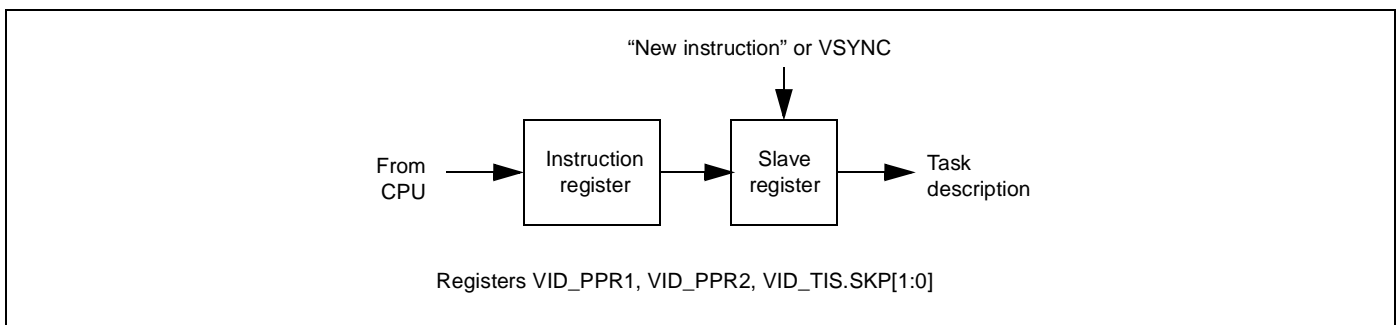 “New instruction” or VSYNC
From
CPU
Instruction
register
Slave
register
Task
description
Registers VID_PPR1, VID_PPR2, VID_TIS.SKP[1:0]